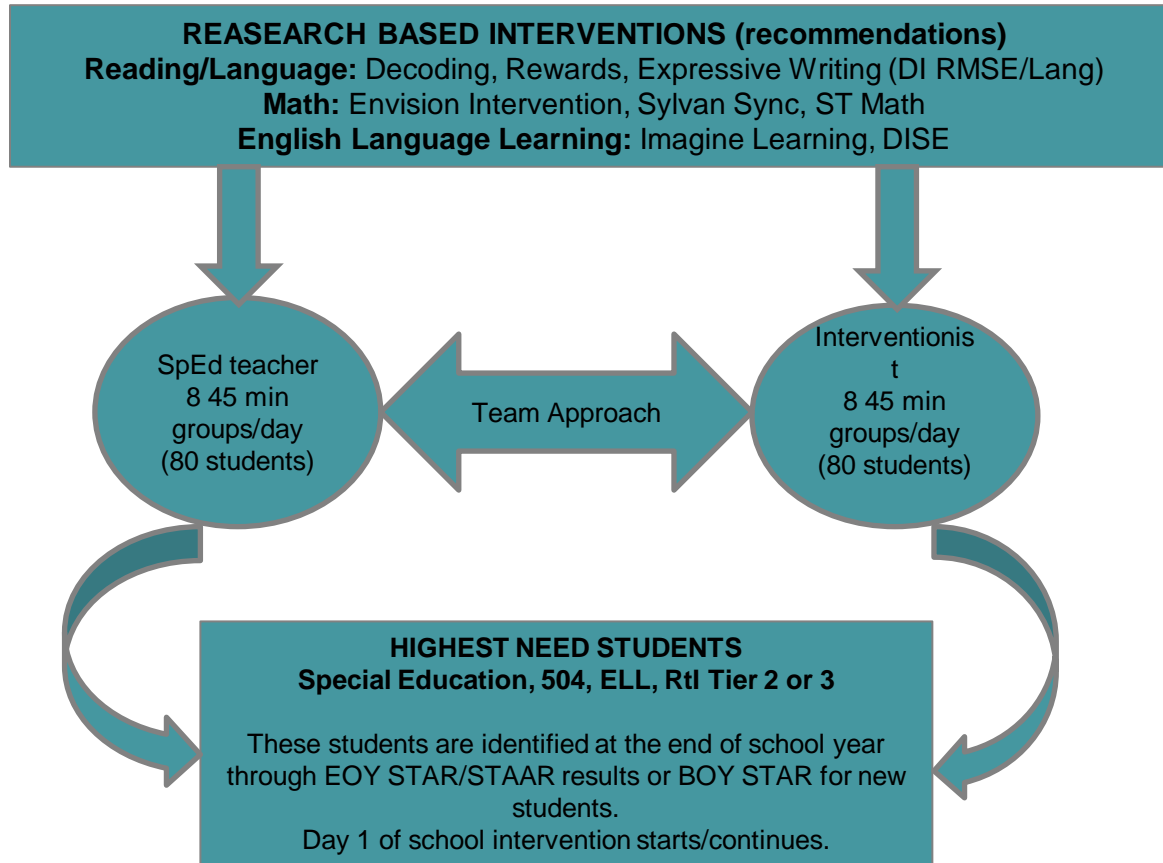 REASEARCH BASED INTERVENTIONS (recommendations)
Reading/Language: Decoding, Rewards, Expressive Writing (DI RMSE/Lang)
Math: Envision Intervention, Sylvan Sync, ST Math
English Language Learning: Imagine Learning, DISE
SpEd teacher
8 45 min
groups/day
(80 students)
Team Approach
Interventionis
t
8 45 min
groups/day
(80 students)
HIGHEST NEED STUDENTS
Special Education, 504, ELL, RtI Tier 2 or 3
These students are identified at the end of school year
through EOY STAR/STAAR results or BOY STAR for new
students.
Day 1 of school intervention starts/continues.